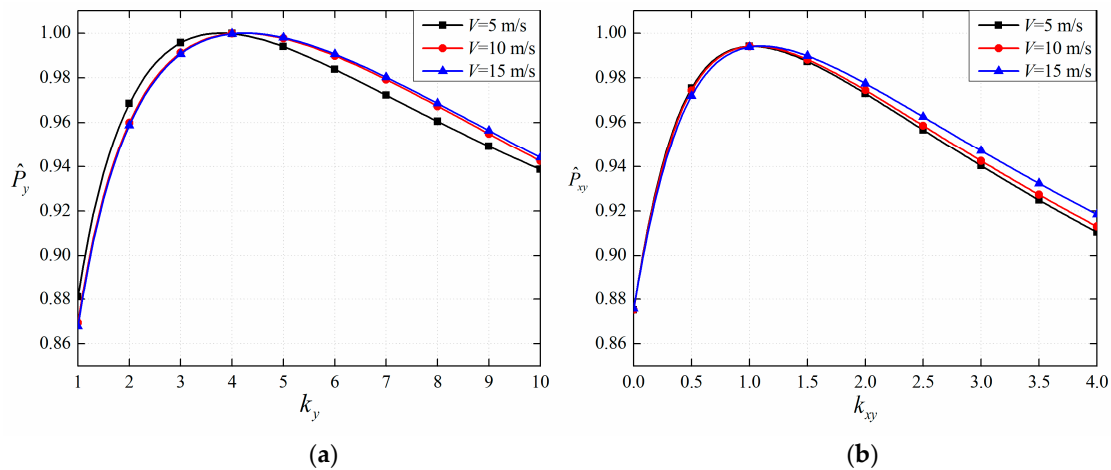 1.00
0.98
0.96
0.94
0.92
0.90
0.88
0.86
P̂y
V=5 m/s
V=10 m/s
V=15 m/s
1 2 3 4 5 6 7 8 9 10
ky
(a)
1.00
0.98
0.96
0.94
0.92
0.90
0.88
0.86
P̂xy
V=5 m/s
V=10 m/s
V=15 m/s
0.0 0.5 1.0 1.5 2.0 2.5 3.0 3.5 4.0
kxy
(b)